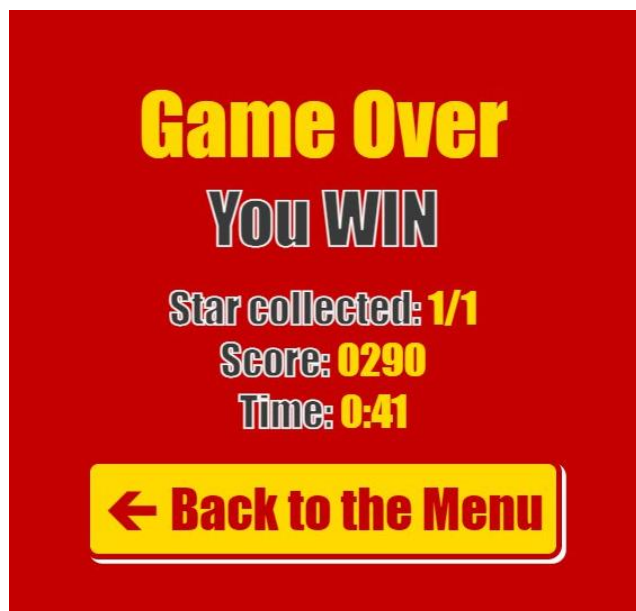 Game Over
You WIN
Star collected: 1/1
Score: 0290
Time: 0:41
← Back to the Menu